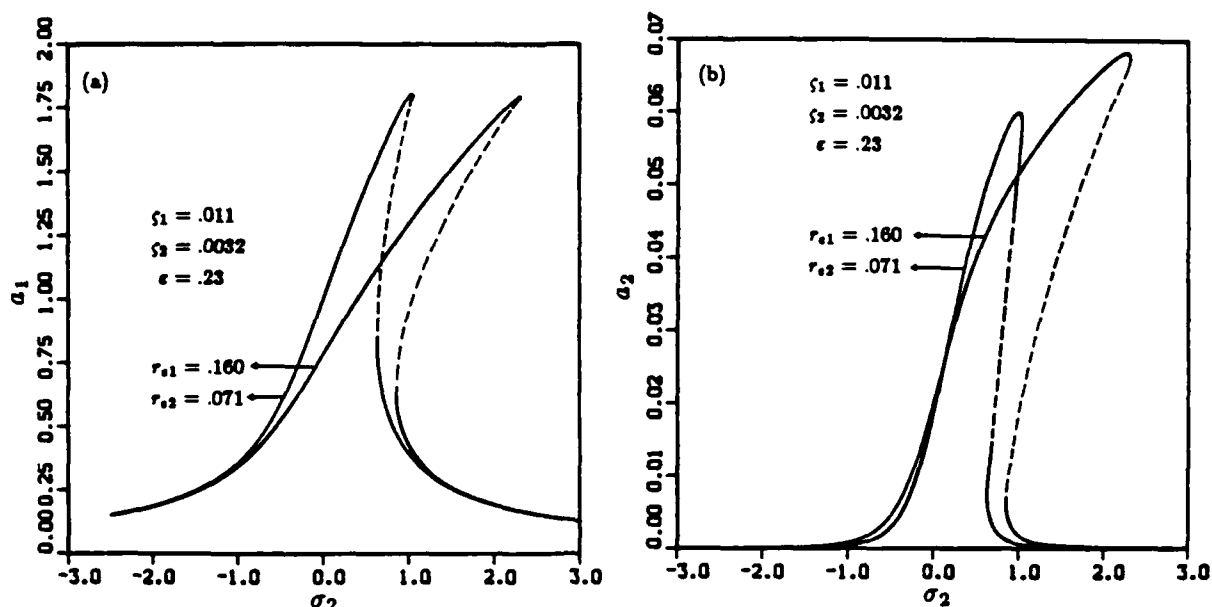 (a)
ς₁ = .011
ς₂ = .0032
ε = .23
r_c1 = .160
r_c2 = .071
a₁
0.00 0.25 0.50 0.75 1.00 1.25 1.50 1.75 2.00
-3.0 -2.0 -1.0 0.0 1.0 2.0 3.0
σ₂
(b)
ς₁ = .011
ς₂ = .0032
ε = .23
r_c1 = .160
r_c2 = .071
a₂
0.00 0.01 0.02 0.03 0.04 0.05 0.06 0.07
-3.0 -2.0 -1.0 0.0 1.0 2.0 3.0
σ₂